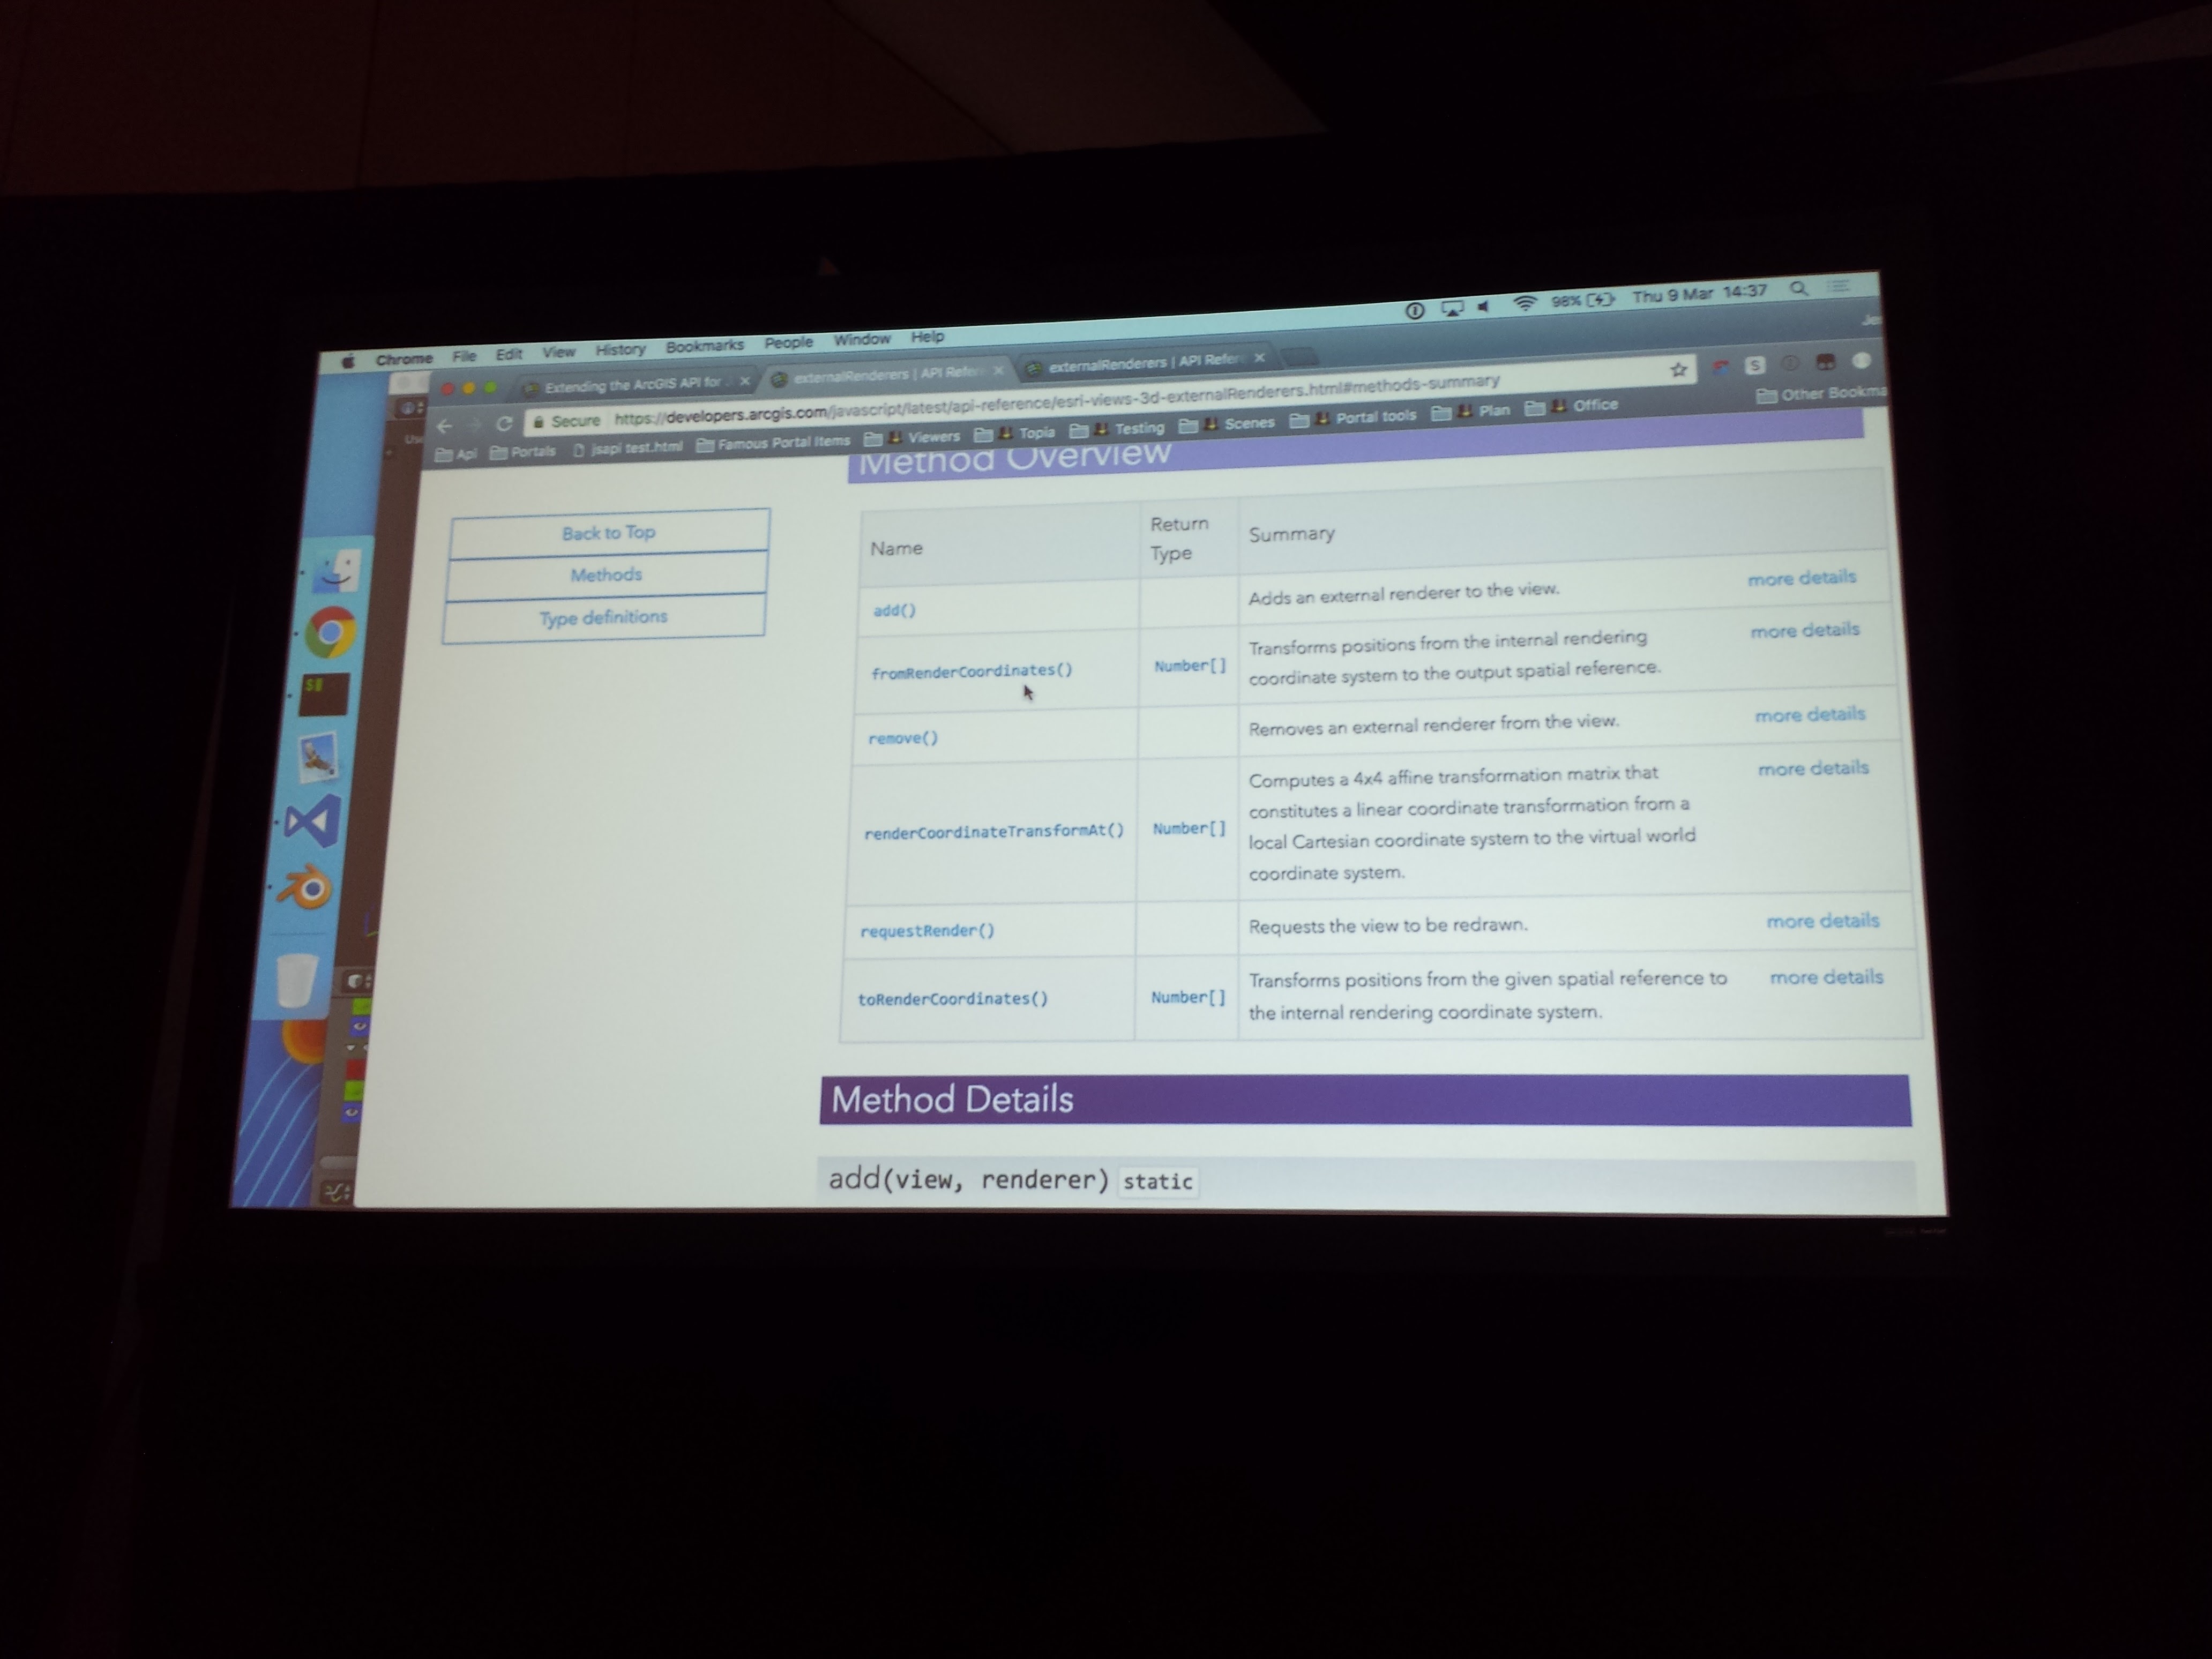 Chrome File Edit View History Bookmarks People Window Help 98% Thu 9 Mar 14:37
Extending the ArcGIS API for externalRenderers | API Refer externalRenderers | API Refer
Secure https://developers.arcgis.com/javascript/latest/api-reference/esri-views-3d-externalRenderers.html#methods-summary
Api Portals jsapi test.html Famous Portal Items Viewers Topia Testing Scenes Portal tools Plan Office Other Bookma
Method Overview
Back to Top
Methods
Type definitions
Name Return Type Summary
add() Adds an external renderer to the view. more details
fromRenderCoordinates() Number[] Transforms positions from the internal rendering more details
coordinate system to the output spatial reference.
remove() Removes an external renderer from the view. more details
renderCoordinateTransformAt() Number[] Computes a 4x4 affine transformation matrix that more details
constitutes a linear coordinate transformation from a
local Cartesian coordinate system to the virtual world
coordinate system.
requestRender() Requests the view to be redrawn. more details
toRenderCoordinates() Number[] Transforms positions from the given spatial reference to more details
the internal rendering coordinate system.
Method Details
add(view, renderer) static